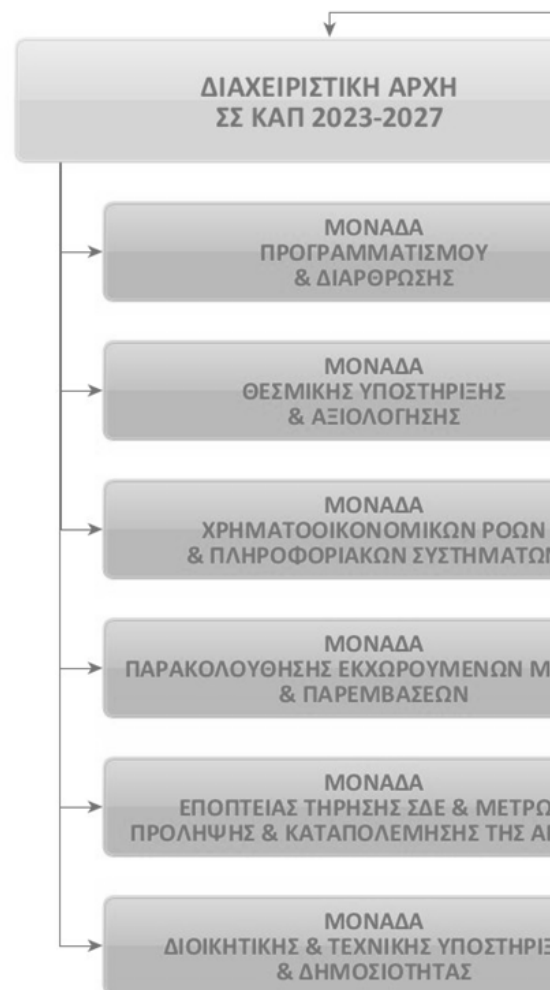 ΔΙΑΧΕΙΡΙΣΤΙΚΗ ΑΡΧΗ
ΣΣ ΚΑΠ 2023-2027
ΜΟΝΑΔΑ
ΠΡΟΓΡΑΜΜΑΤΙΣΜΟΥ
& ΔΙΑΡΘΡΩΣΗΣ
ΜΟΝΑΔΑ
ΘΕΣΜΙΚΗΣ ΥΠΟΣΤΗΡΙΞΗΣ
& ΑΞΙΟΛΟΓΗΣΗΣ
ΜΟΝΑΔΑ
ΧΡΗΜΑΤΟΟΙΚΟΝΟΜΙΚΩΝ ΡΟΩΝ
& ΠΛΗΡΟΦΟΡΙΑΚΩΝ
ΜΟΝΑΔΑ
ΠΑΡΑΚΟΛΟΥΘΗΣΗΣ ΕΚΧΩΡΟΥΜΕΝΩΝ
& ΠΑΡΕΜΒΑΣΕΩΝ
ΜΟΝΑΔΑ
ΕΠΟΠΤΕΙΑΣ ΤΗΡΗΣΗΣ ΣΔΕ &
ΠΡΟΛΗΨΗΣ & ΚΑΤΑΠΟΛΕΜΗΣΗΣ ΤΗΣ
ΜΟΝΑΔΑ
ΔΙΟΙΚΗΤΙΚΗΣ & ΤΕΧΝΙΚΗΣ
& ΔΗΜΟΣΙΟΤΗΤΑΣ